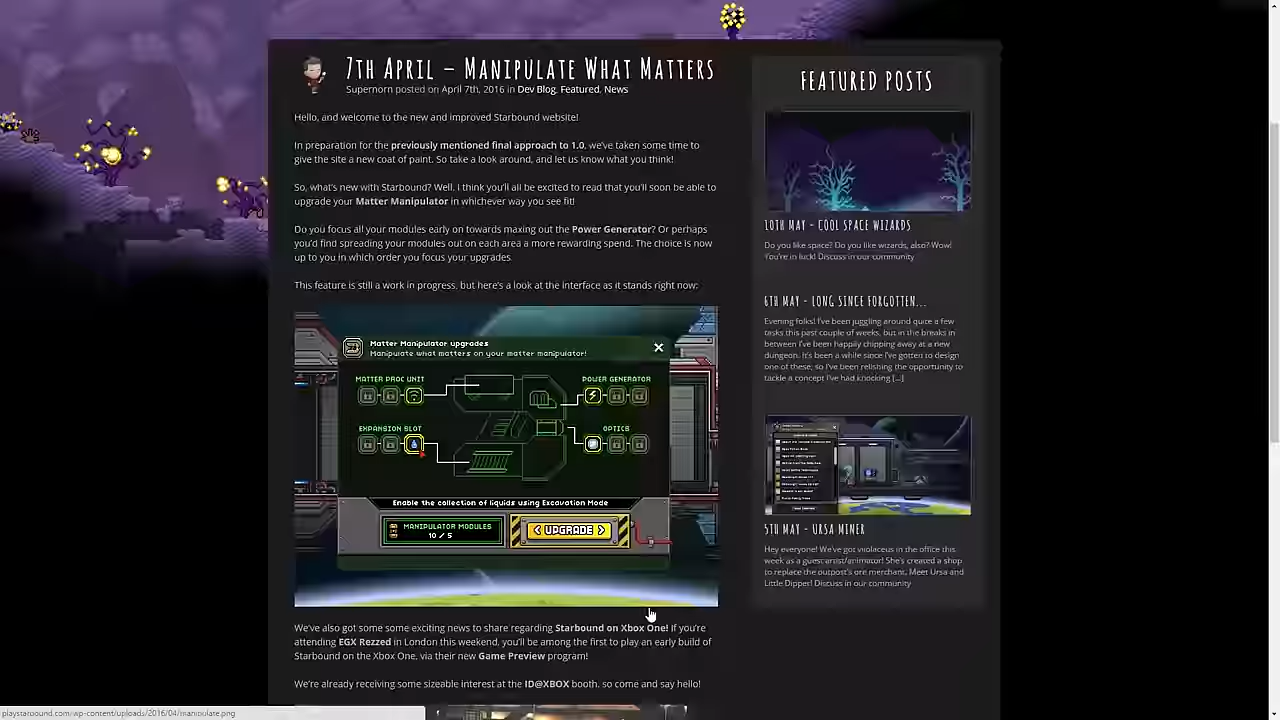 7th April – Manipulate What Matters
Supernorn posted on April 7th, 2016 in Dev Blog, Featured, News
Hello, and welcome to the new and improved Starbound website!
In preparation for the previously mentioned final approach to 1.0, we've taken some time to
give the site a new coat of paint. So take a look around, and let us know what you think!
So, what's new with Starbound? Well, I think you'll all be excited to read that you'll soon be able to
upgrade your Matter Manipulator in whichever way you see fit!
Do you focus all your modules early on towards maxing out the Power Generator? Or perhaps
you'd find spreading your modules out on each area a more rewarding spend. The choice is now
up to you in which order you focus your upgrades.
This feature is still a work in progress, but here's a look at the interface as it stands right now:
Matter Manipulator upgrades
Manipulate what matters on your matter manipulator!
MATTER PROC UNIT
POWER GENERATOR
EXPANSION SLOT
OPTICS
Enable the collection of liquids using Excavation Mode
MANIPULATOR MODULES
10 / 5
< UPGRADE >
We've also got some some exciting news to share regarding Starbound on Xbox One! If you're
attending EGX Rezzed in London this weekend, you'll be among the first to play an early build of
Starbound on the Xbox One, via their new Game Preview program!
We're already receiving some sizeable interest at the ID@XBOX booth, so come and say hello!
Featured Posts
10th May – Cool Space Wizards
Do you like space? Do you like wizards, also? Wow!
You're in luck! Discuss in our community
6th May – Long Since Forgotten...
Evening folks! I've been juggling around quite a few
tasks this past couple of weeks, but in the breaks in
between I've been happily chipping away at a new
dungeon. It's been a while since I've gotten to design
one of these, so I've been relishing the opportunity to
tackle a concept I've had knocking [...]
5th May – Ursa Miner
Hey everyone! We've got violaceus in the office this
week as a guest artist/animator! She's created a shop
to replace the outpost's ore merchant. Meet Ursa and
Little Dipper! Discuss in our community
playstarbound.com/wp-content/uploads/2016/04/manipulate.png